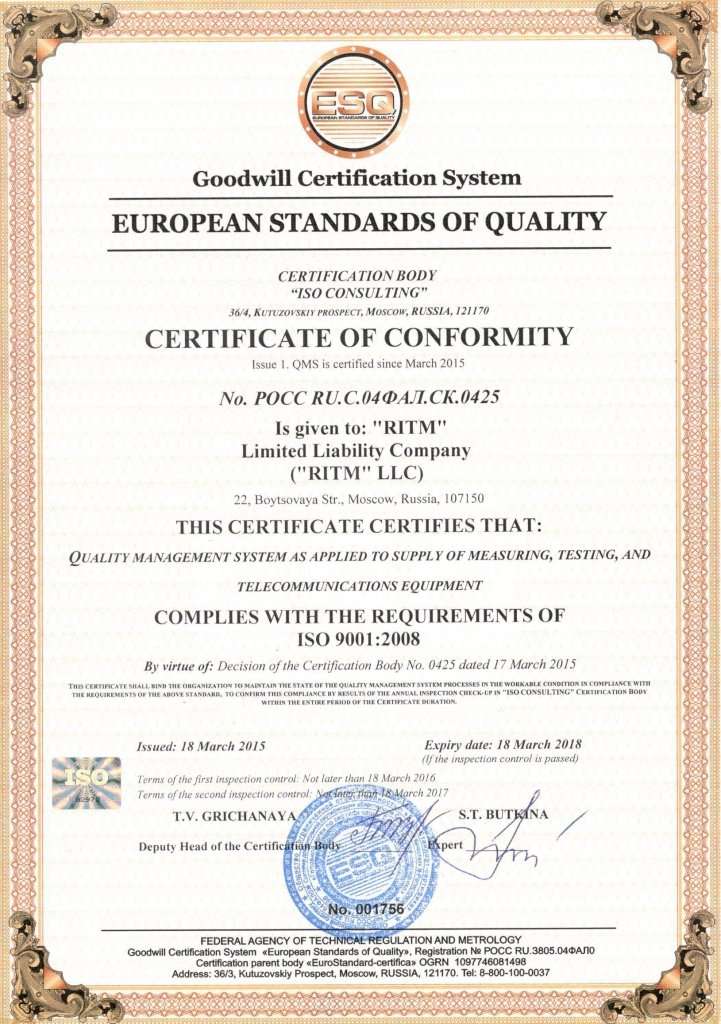 ESQ
EUROPEAN STANDARDS OF QUALITY
Goodwill Certification System
EUROPEAN STANDARDS OF QUALITY
CERTIFICATION BODY
“ISO CONSULTING”
36/4, KUTUZOVSKIY PROSPECT, MOSCOW, RUSSIA, 121170
CERTIFICATE OF CONFORMITY
Issue 1. QMS is certified since March 2015
No. РОСС RU.C.04ФАЛ.СК.0425
Is given to: "RITM"
Limited Liability Company
("RITM" LLC)
22, Boytsovaya Str., Moscow, Russia, 107150
THIS CERTIFICATE CERTIFIES THAT:
QUALITY MANAGEMENT SYSTEM AS APPLIED TO SUPPLY OF MEASURING, TESTING, AND
TELECOMMUNICATIONS EQUIPMENT
COMPLIES WITH THE REQUIREMENTS OF
ISO 9001:2008
By virtue of: Decision of the Certification Body No. 0425 dated 17 March 2015
THIS CERTIFICATE SHALL BIND THE ORGANIZATION TO MAINTAIN THE STATE OF THE QUALITY MANAGEMENT SYSTEM PROCESSES IN THE WORKABLE CONDITION IN COMPLIANCE WITH
THE REQUIREMENTS OF THE ABOVE STANDARD, TO CONFIRM THIS COMPLIANCE BY RESULTS OF THE ANNUAL INSPECTION CHECK-UP IN "ISO CONSULTING" CERTIFICATION BODY
WITHIN THE ENTIRE PERIOD OF THE CERTIFICATE DURATION.
Issued: 18 March 2015
Expiry date: 18 March 2018
(If the inspection control is passed)
ISO
Terms of the first inspection control: Not later than 18 March 2016
Terms of the second inspection control: Not later than 18 March 2017
T.V. GRICHANAYA
S.T. BUTKINA
Deputy Head of the Certification Body
Expert
ESQ
No. 001756
FEDERAL AGENCY OF TECHNICAL REGULATION AND METROLOGY
Goodwill Certification System «European Standards of Quality», Registration № РОСС RU.3805.04ФАЛ0
Certification parent body «EuroStandard-certifica» OGRN 1097746081498
Address: 36/3, Kutuzovskiy Prospect, Moscow, RUSSIA, 121170. Tel: 8-800-100-0037